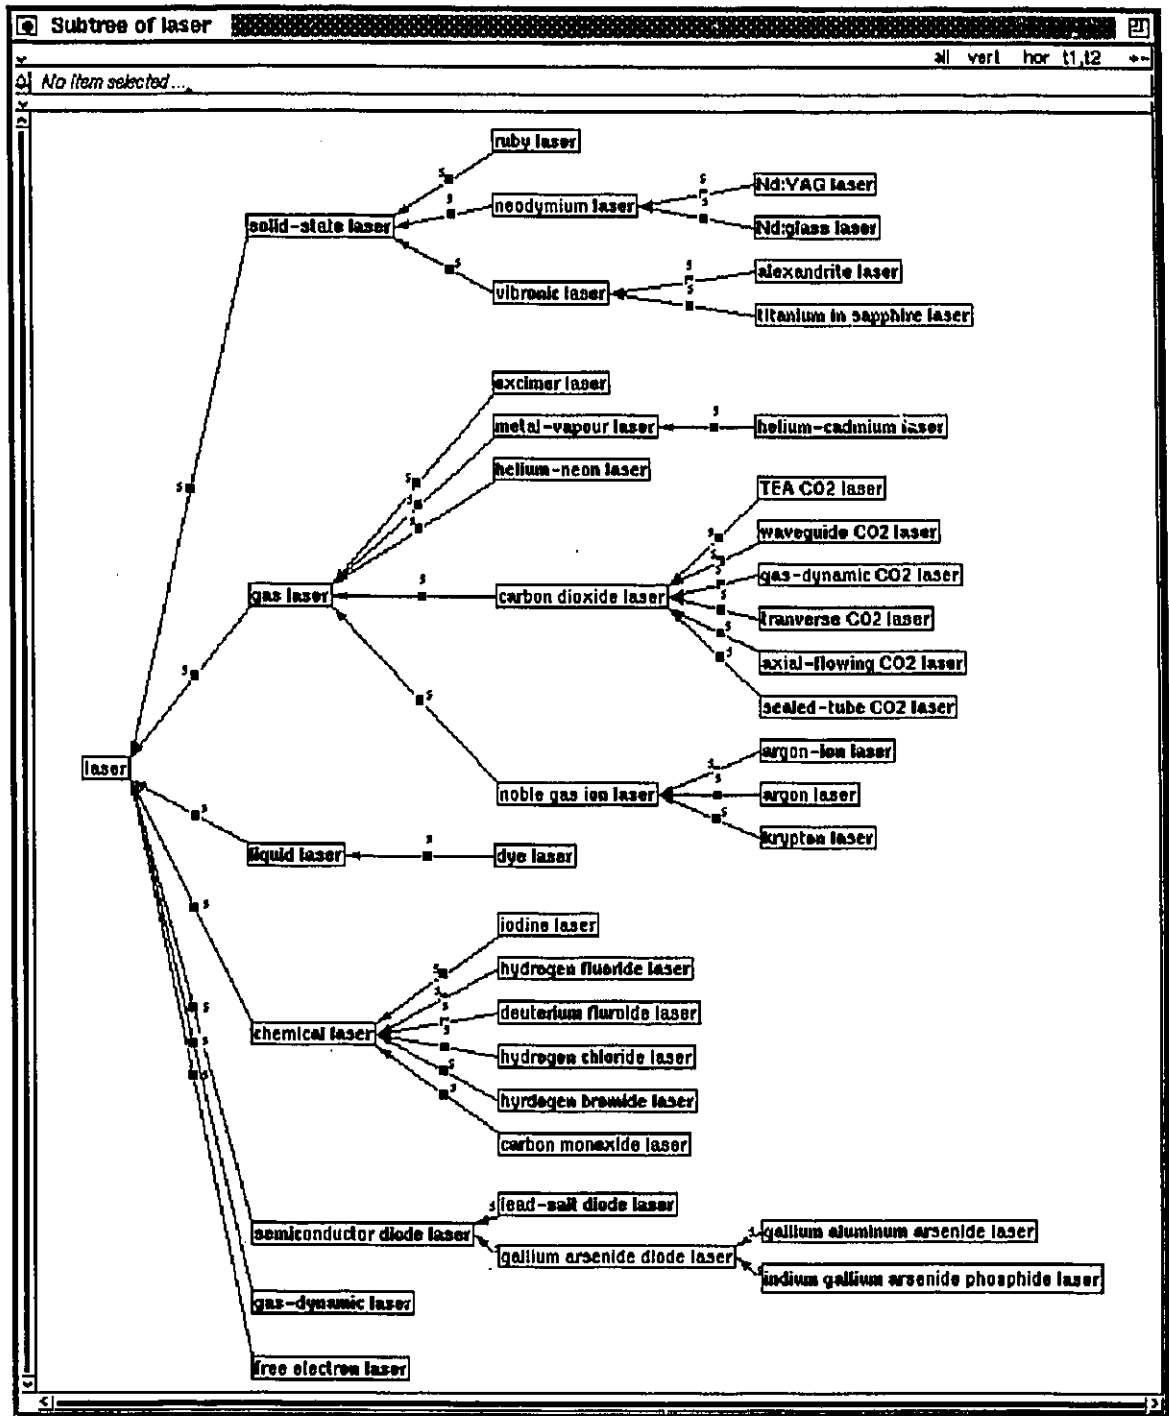 Subtree of laser
all vert hor t1,t2
No item selected...
ruby laser
neodymium laser
Nd:YAG laser
Nd:glass laser
solid-state laser
vibronic laser
alexandrite laser
titanium in sapphire laser
excimer laser
metal-vapour laser
helium-cadmium laser
helium-neon laser
TEA CO2 laser
waveguide CO2 laser
gas-dynamic CO2 laser
gas laser
carbon dioxide laser
tranverse CO2 laser
axial-flowing CO2 laser
sealed-tube CO2 laser
laser
argon-ion laser
noble gas ion laser
argon laser
krypton laser
liquid laser
dye laser
iodine laser
hydrogen fluoride laser
deuterium fluroide laser
chemical laser
hydrogen chloride laser
hyrdogen bromide laser
carbon monoxide laser
lead-salt diode laser
semiconductor diode laser
gallium arsenide diode laser
gallium aluminum arsenide laser
indium gallium arsenide phosphide laser
gas-dynamic laser
free electron laser